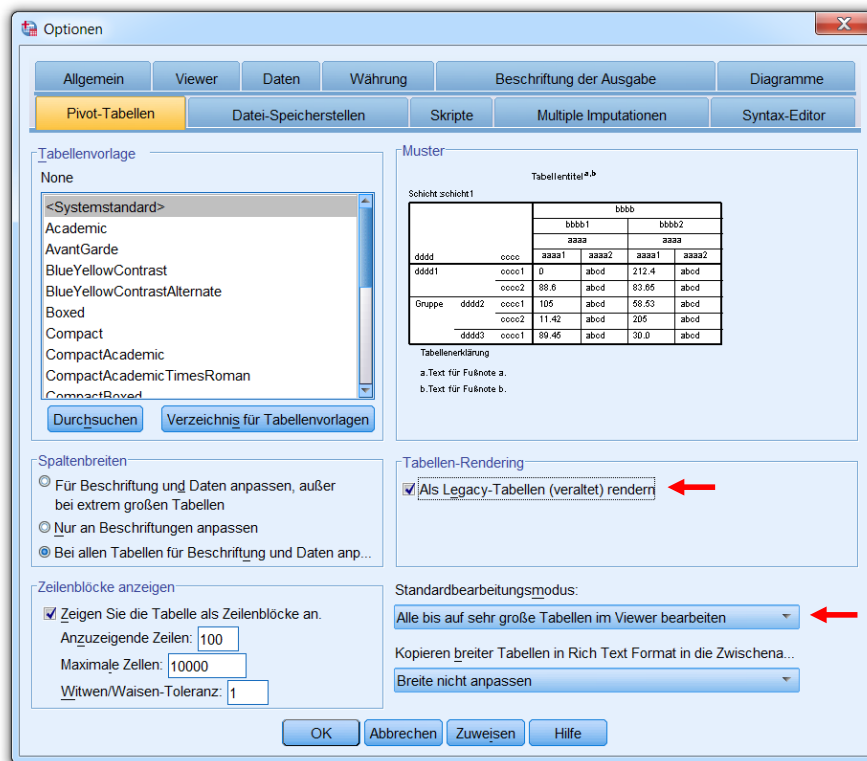 Optionen
Allgemein Viewer Daten Währung Beschriftung der Ausgabe Diagramme
Pivot-Tabellen Datei-Speicherstellen Skripte Multiple Imputationen Syntax-Editor
Tabellenvorlage
None
<Systemstandard>
Academic
AvantGarde
BlueYellowContrast
BlueYellowContrastAlternate
Boxed
Compact
CompactAcademic
CompactAcademicTimesRoman
CompactBoxed
Durchsuchen Verzeichnis für Tabellenvorlagen
Muster
Tabellentitel a,b
Schicht:schicht1
bbbb
bbbb1 bbbb2
aaaa aaaa
dddd cccc aaaa1 aaaa2 aaaa1 aaaa2
dddd1 cccc1 0 abcd 212.4 abcd
cccc2 88.6 abcd 83.65 abcd
Gruppe dddd2 cccc1 105 abcd 58.53 abcd
cccc2 11.42 abcd 205 abcd
dddd3 cccc1 89.45 abcd 30.0 abcd
Tabellenerklärung
a.Text für Fußnote a.
b.Text für Fußnote b.
Spaltenbreiten
Für Beschriftung und Daten anpassen, außer
bei extrem großen Tabellen
Nur an Beschriftungen anpassen
Bei allen Tabellen für Beschriftung und Daten anp...
Tabellen-Rendering
Als Legacy-Tabellen (veraltet) rendern
Zeilenblöcke anzeigen
Zeigen Sie die Tabelle als Zeilenblöcke an.
Anzuzeigende Zeilen: 100
Maximale Zellen: 10000
Witwen/Waisen-Toleranz: 1
Standardbearbeitungsmodus:
Alle bis auf sehr große Tabellen im Viewer bearbeiten
Kopieren breiter Tabellen in Rich Text Format in die Zwischena...
Breite nicht anpassen
OK Abbrechen Zuweisen Hilfe